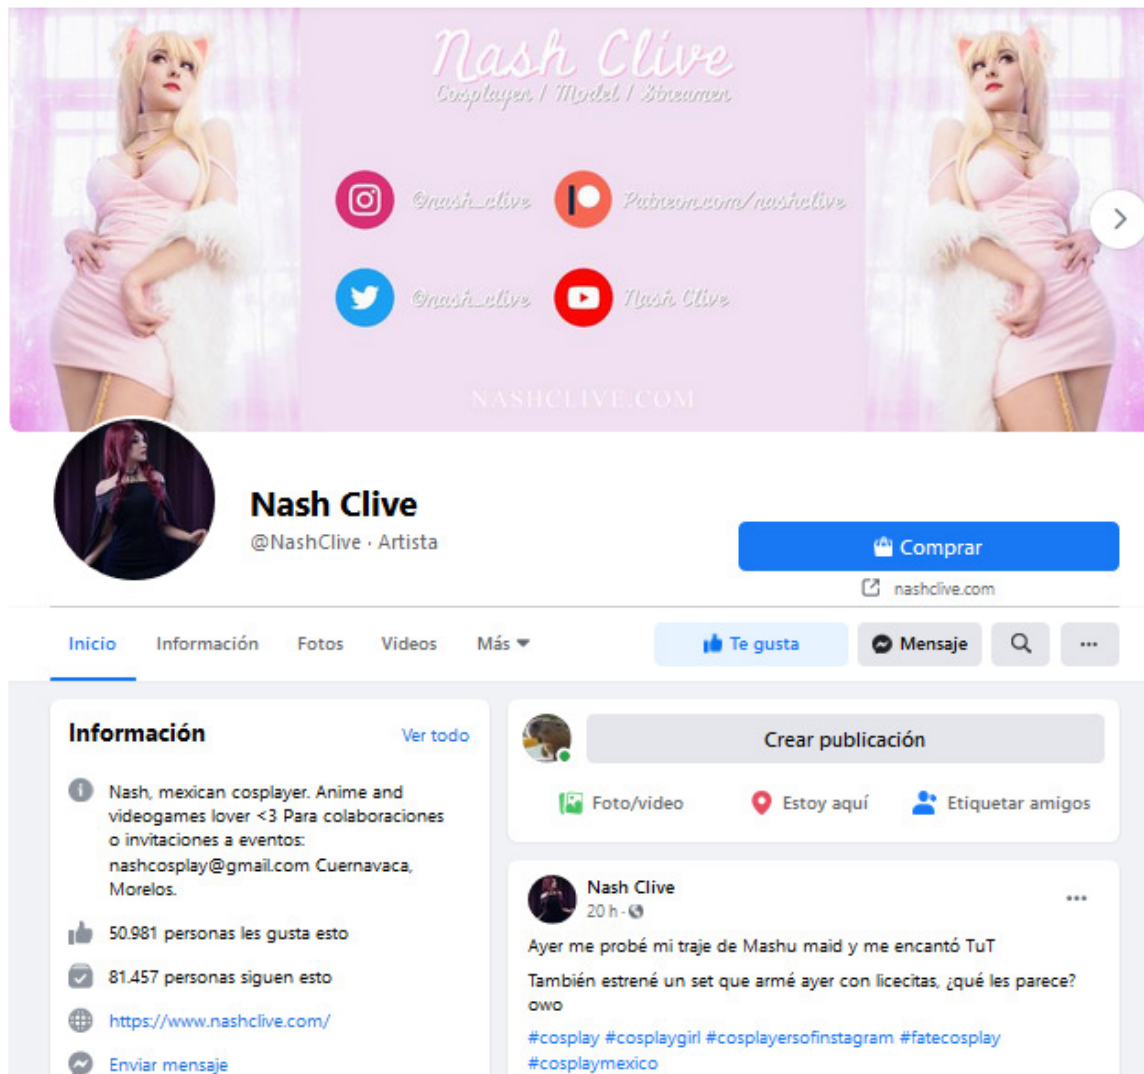 Nash Clive
Cosplayer / Model / Streamer
@nash_clive
Patreon.com/nashclive
@nash_clive
Nash Clive
NASHCLIVE.COM
Nash Clive
@NashClive · Artista
Comprar
nashclive.com
Inicio
Información
Fotos
Videos
Más
Te gusta
Mensaje
Información
Ver todo
Nash, mexican cosplayer. Anime and
videogames lover <3 Para colaboraciones
o invitaciones a eventos:
nashcosplay@gmail.com Cuernavaca,
Morelos.
50.981 personas les gusta esto
81.457 personas siguen esto
https://www.nashclive.com/
Enviar mensaje
Crear publicación
Foto/video
Estoy aquí
Etiquetar amigos
Nash Clive
20 h ·
Ayer me probé mi traje de Mashu maid y me encantó TuT
También estrené un set que armé ayer con licecitas, ¿qué les parece?
owo
#cosplay #cosplaygirl #cosplayersofinstagram #fatecosplay
#cosplaymexico